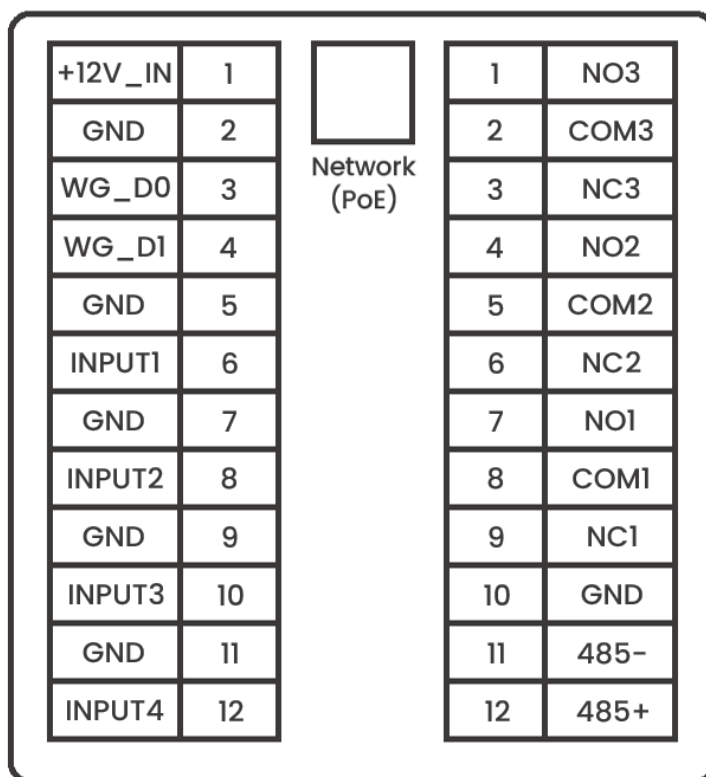 +12V_IN 1
GND 2
WG_D0 3
WG_D1 4
GND 5
INPUT1 6
GND 7
INPUT2 8
GND 9
INPUT3 10
GND 11
INPUT4 12
Network
(PoE)
1 NO3
2 COM3
3 NC3
4 NO2
5 COM2
6 NC2
7 NO1
8 COM1
9 NC1
10 GND
11 485-
12 485+